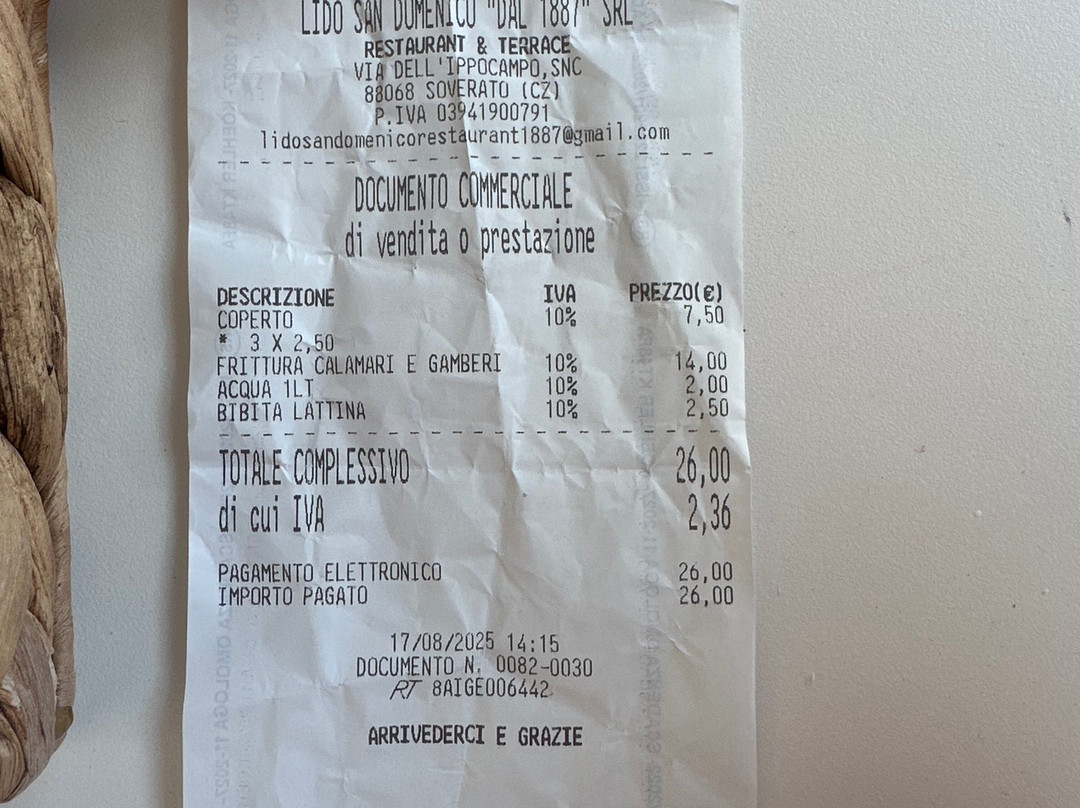 LIDO SAN DOMENICO "DAL 1887" SRL
RESTAURANT & TERRACE
VIA DELL'IPPOCAMPO,SNC
88068 SOVERATO (CZ)
P.IVA 03941900791
lidosandomenicorestaurant1887@gmail.com
DOCUMENTO COMMERCIALE
di vendita o prestazione
DESCRIZIONE IVA PREZZO(€)
COPERTO 10% 7,50
* 3 X 2,50
FRITTURA CALAMARI E GAMBERI 10% 14,00
ACQUA 1LT 10% 2,00
BIBITA LATTINA 10% 2,50
TOTALE COMPLESSIVO 26,00
di cui IVA 2,36
PAGAMENTO ELETTRONICO 26,00
IMPORTO PAGATO 26,00
17/08/2025 14:15
DOCUMENTO N. 0082-0030
RT 8AIGE006442
ARRIVEDERCI E GRAZIE